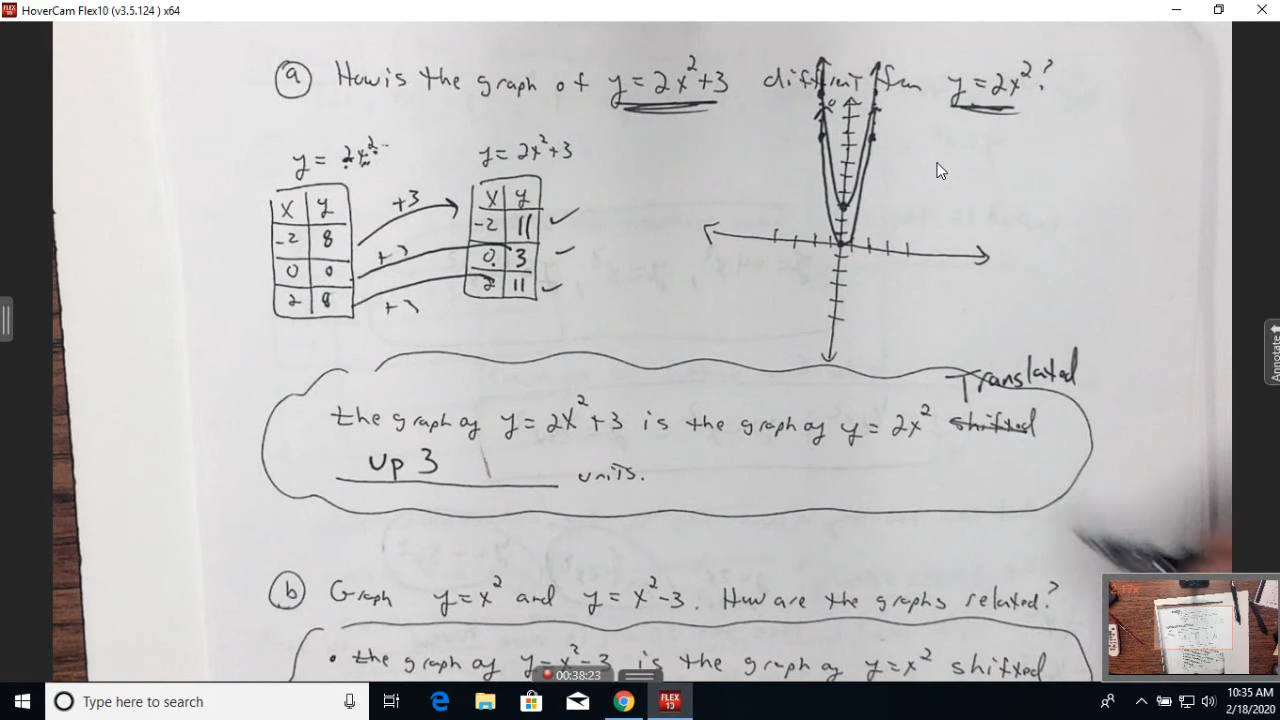 HoverCam Flex10 (v3.5.124 ) x64
ⓐ How is the graph of y = 2x²+3 different from y = 2x²?
y = 2x²
y = 2x²+3
x y
-2 8
0 0
2 8
+3
+3
+3
x y
-2 11
0 3
2 11
Translated
the graph of y = 2x² + 3 is the graph of y = 2x² shifted
up 3 units.
ⓑ Graph y = x² and y = x²-3. How are the graphs related?
• the graph of y = x²-3 is the graph of y = x² shifted
00:38:23
Annotate
Type here to search
FLEX 10
10:35 AM
2/18/2020